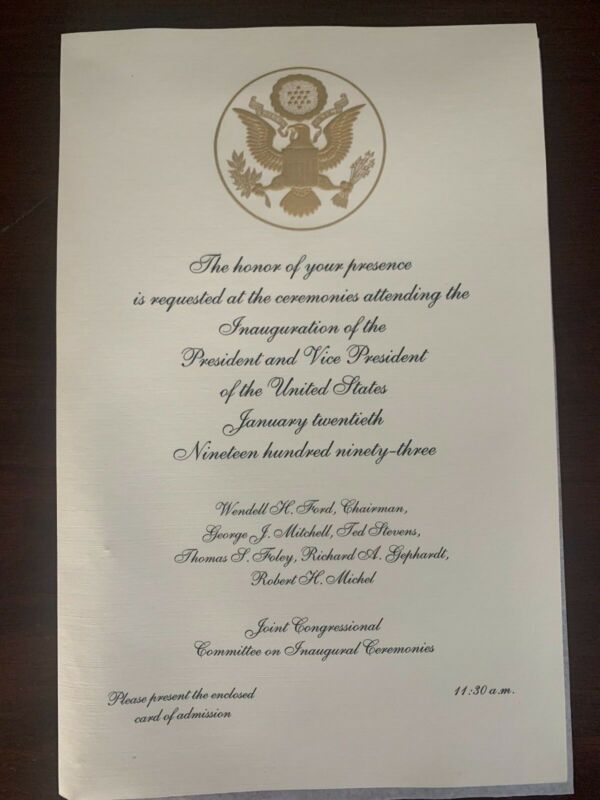 The honor of your presence
is requested at the ceremonies attending the
Inauguration of the
President and Vice President
of the United States
January twentieth
Nineteen hundred ninety-three
Wendell H. Ford, Chairman,
George J. Mitchell, Ted Stevens,
Thomas S. Foley, Richard A. Gephardt,
Robert H. Michel
Joint Congressional
Committee on Inaugural Ceremonies
Please present the enclosed
card of admission
11:30 a.m.